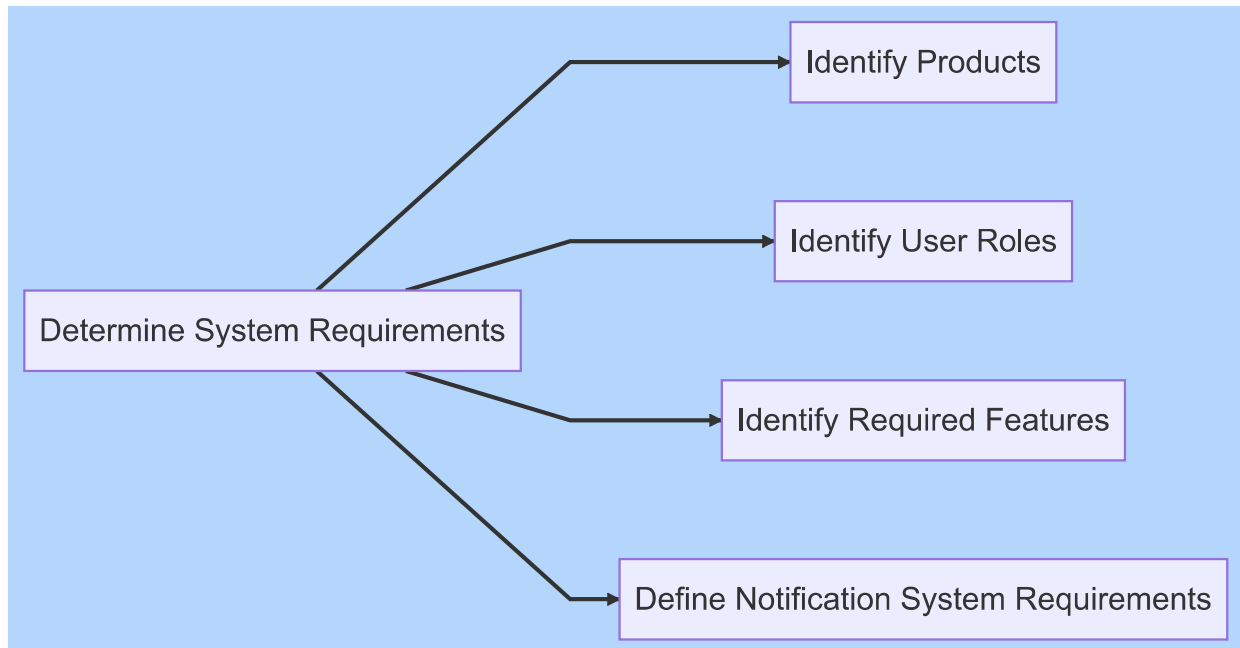 Identify Products
Identify User Roles
Determine System Requirements
Identify Required Features
Define Notification System Requirements